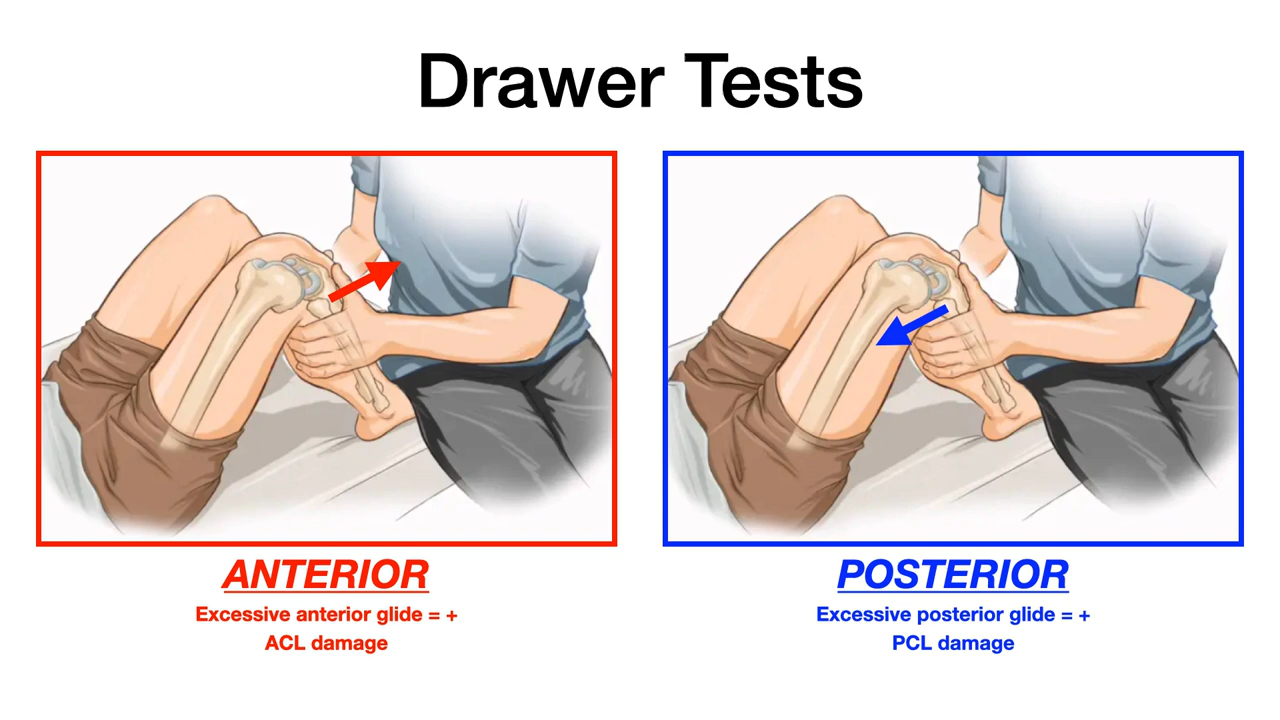 Drawer Tests
ANTERIOR
Excessive anterior glide = +
ACL damage
POSTERIOR
Excessive posterior glide = +
PCL damage